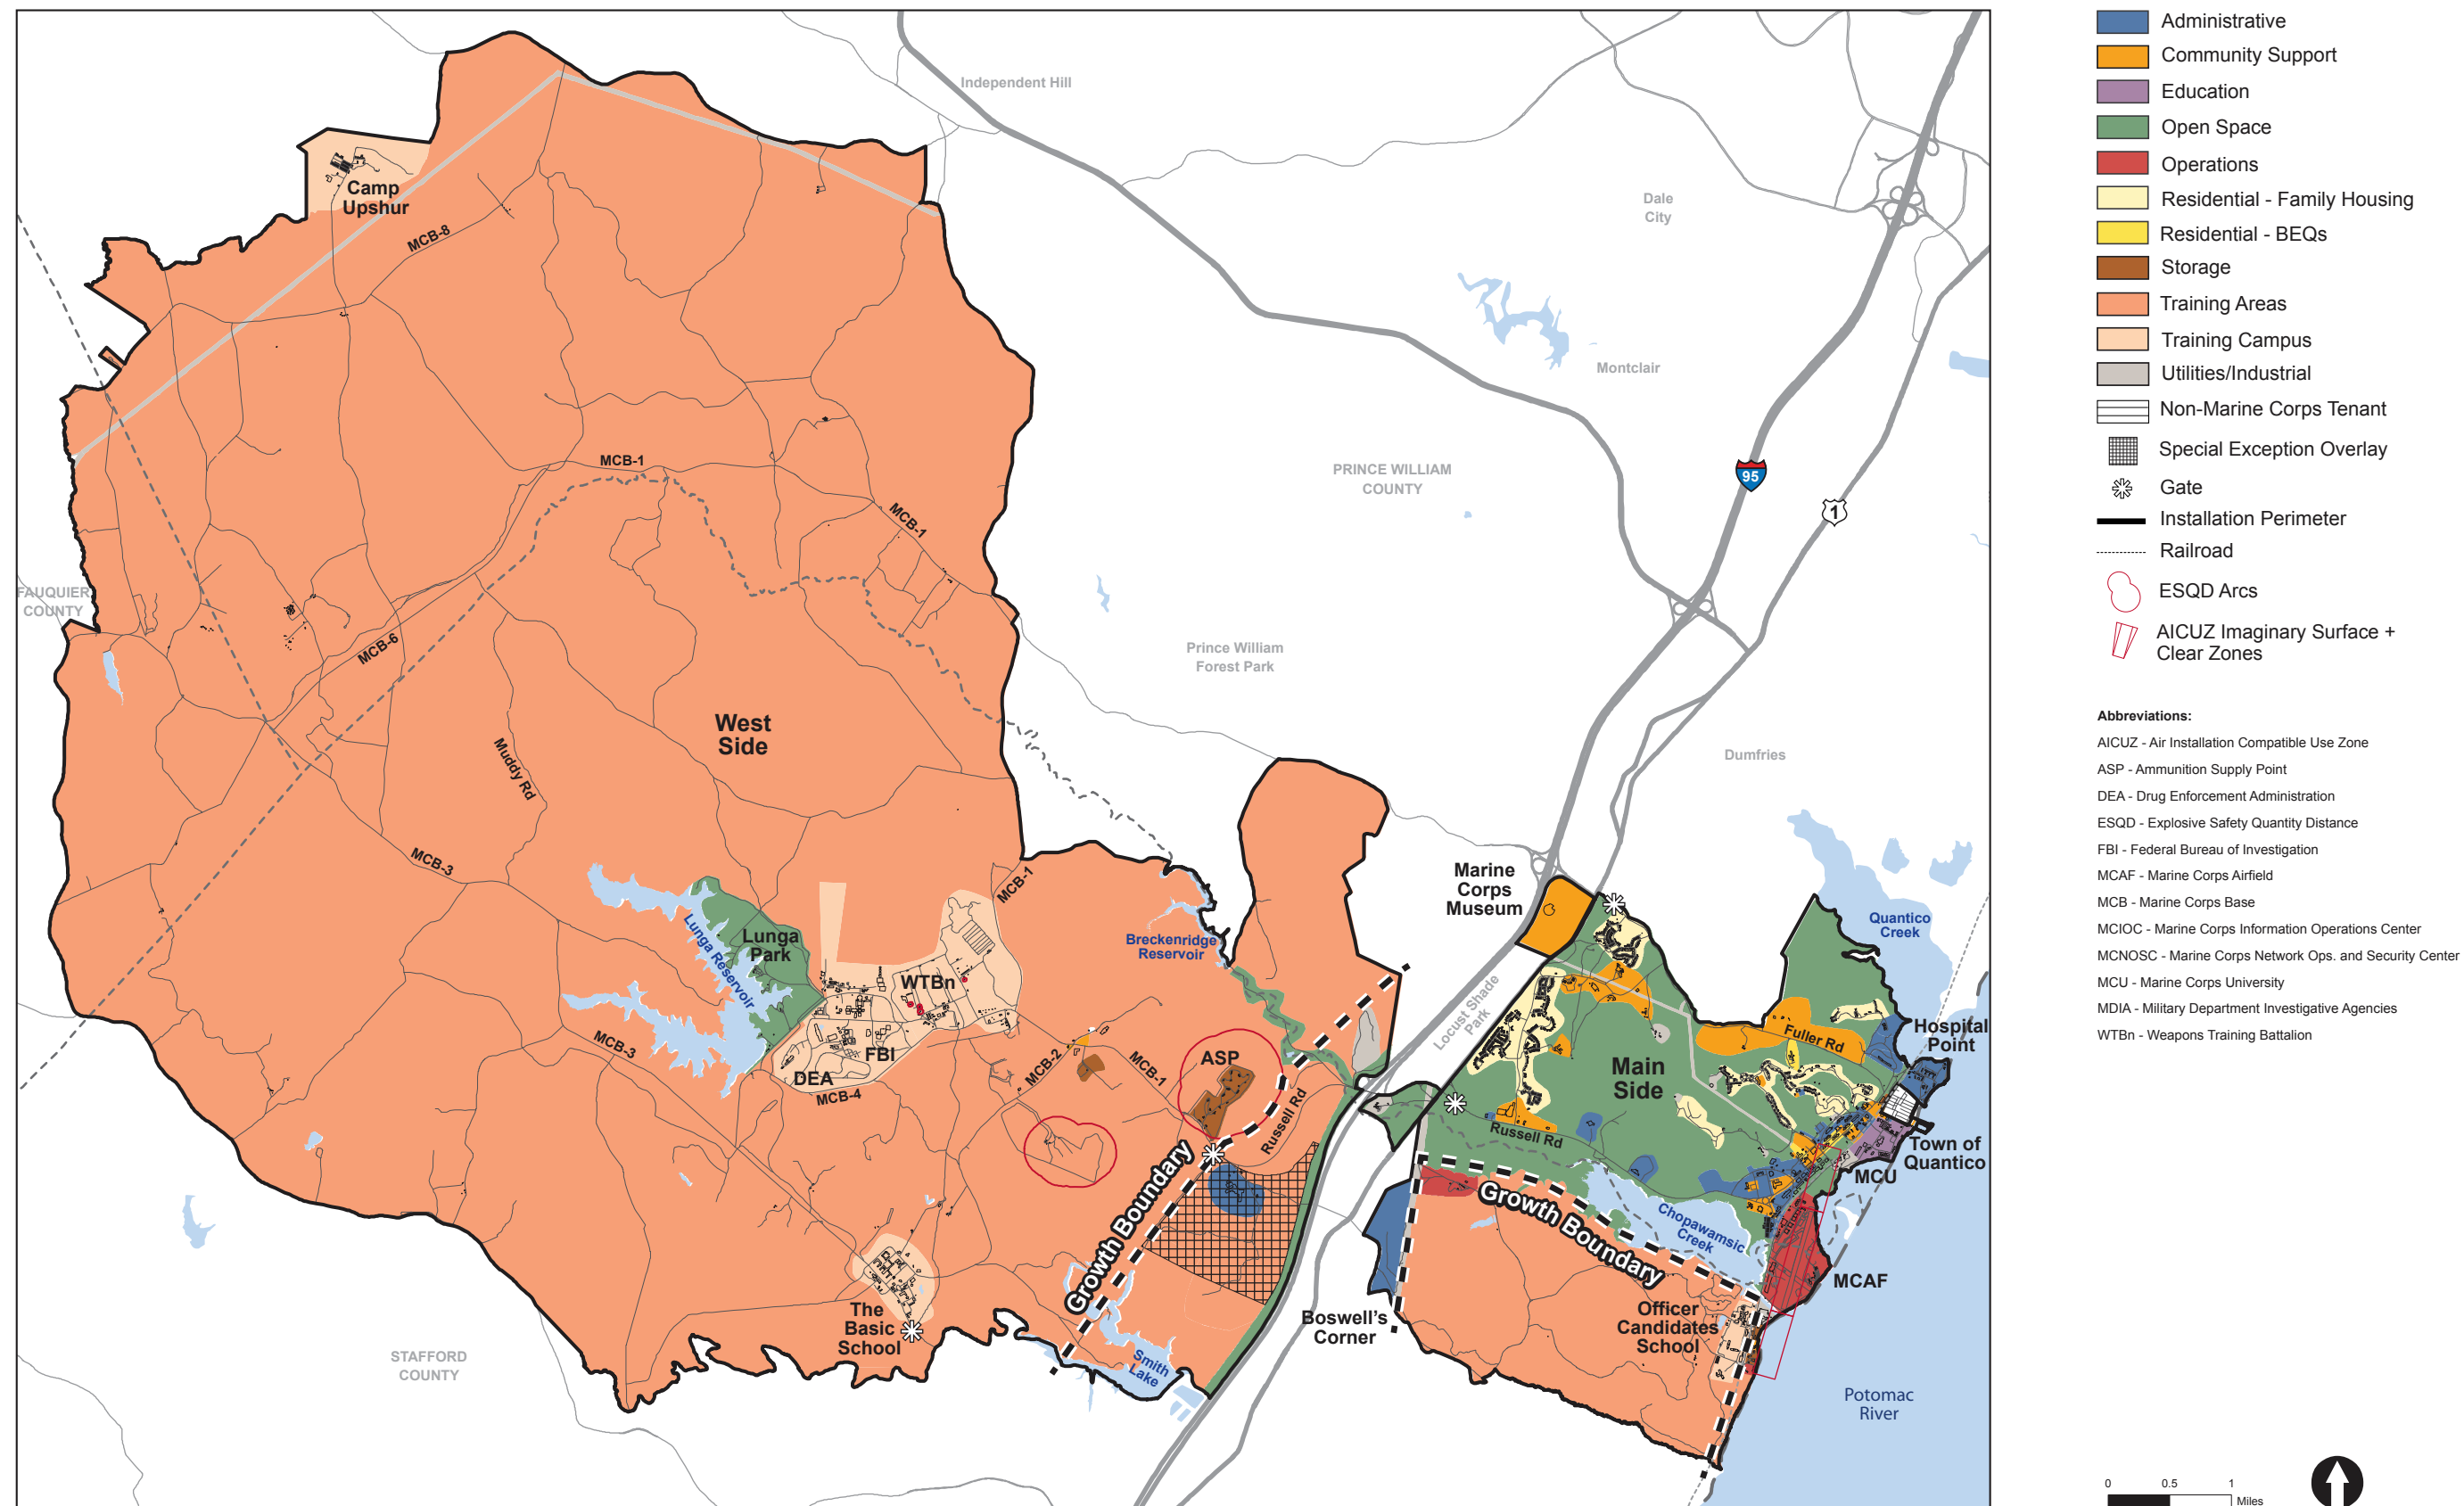 Independent Hill
Dale
City
Montclair
PRINCE WILLIAM
COUNTY
95
1
FAUQUIER
COUNTY
Prince William
Forest Park
Dumfries
STAFFORD
COUNTY
Camp
Upshur
MCB-8
MCB-1
MCB-1
MCB-6
West
Side
Muddy Rd
MCB-3
MCB-1
Lunga
Park
Lunga Reservoir
WTBn
FBI
DEA
MCB-4
MCB-3
MCB-2
MCB-1
ASP
Breckenridge
Reservoir
Russell Rd
Growth Boundary
The
Basic
School
Smith
Lake
Marine
Corps
Museum
Locust Shade
Park
Quantico
Creek
Hospital
Point
Fuller Rd
Main
Side
Russell Rd
Town of
Quantico
MCU
Growth Boundary
Chopawamsic
Creek
MCAF
Boswell's
Corner
Officer
Candidates
School
Potomac
River
Administrative
Community Support
Education
Open Space
Operations
Residential - Family Housing
Residential - BEQs
Storage
Training Areas
Training Campus
Utilities/Industrial
Non-Marine Corps Tenant
Special Exception Overlay
Gate
Installation Perimeter
Railroad
ESQD Arcs
AICUZ Imaginary Surface +
Clear Zones
Abbreviations:
AICUZ - Air Installation Compatible Use Zone
ASP - Ammunition Supply Point
DEA - Drug Enforcement Administration
ESQD - Explosive Safety Quantity Distance
FBI - Federal Bureau of Investigation
MCAF - Marine Corps Airfield
MCB - Marine Corps Base
MCIOC - Marine Corps Information Operations Center
MCNOSC - Marine Corps Network Ops. and Security Center
MCU - Marine Corps University
MDIA - Military Department Investigative Agencies
WTBn - Weapons Training Battalion
0 0.5 1
Miles